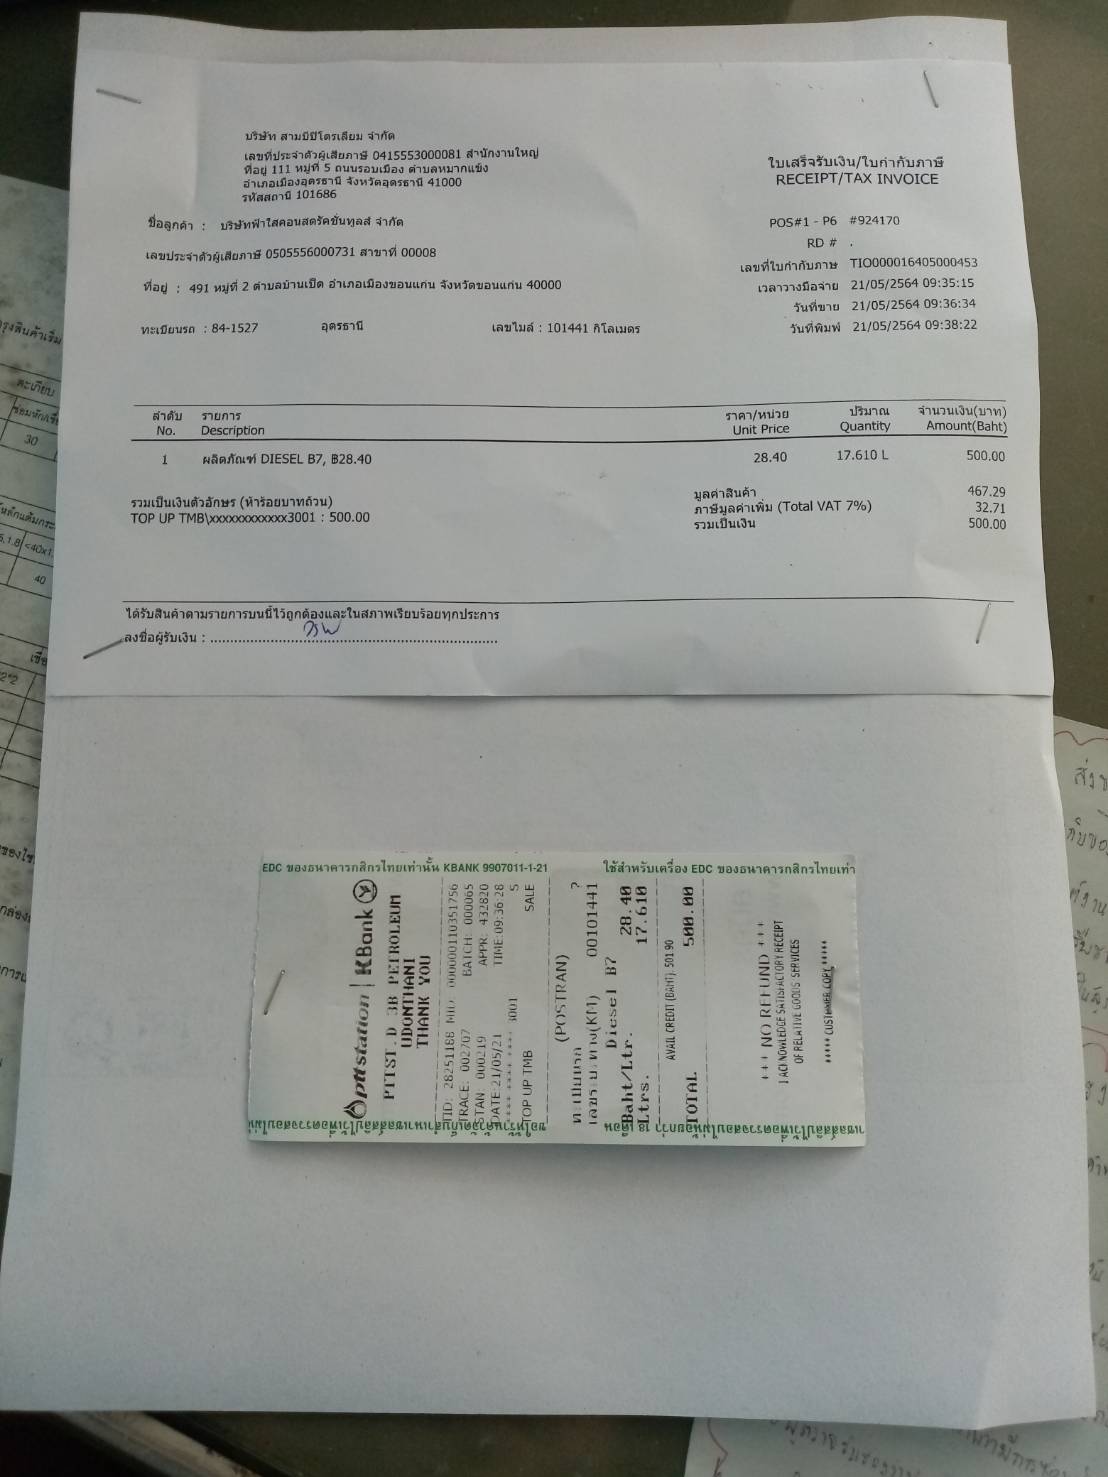 บริษัท สามบีปิโตรเลียม จำกัด
เลขที่ประจำตัวผู้เสียภาษี 0415553000081 สำนักงานใหญ่
ที่อยู่ 111 หมู่ที่ 5 ถนนรอบเมือง ตำบลหมากแข้ง
อำเภอเมืองอุดรธานี จังหวัดอุดรธานี 41000
รหัสสถานี 101686
ใบเสร็จรับเงิน/ใบกำกับภาษี
RECEIPT/TAX INVOICE
ชื่อลูกค้า : บริษัทฟ้าใสคอนสตรัคชั่นทูลส์ จำกัด
เลขประจำตัวผู้เสียภาษี 0505556000731 สาขาที่ 00008
ที่อยู่ : 491 หมู่ที่ 2 ตำบลบ้านเป็ด อำเภอเมืองขอนแก่น จังหวัดขอนแก่น 40000
ทะเบียนรถ : 84-1527 อุดรธานี เลขไมล์ : 101441 กิโลเมตร
POS#1 - P6 #924170
RD # .
เลขที่ใบกำกับภาษ TIO000016405000453
เวลาวางมือจ่าย 21/05/2564 09:35:15
วันที่ขาย 21/05/2564 09:36:34
วันที่พิมพ์ 21/05/2564 09:38:22
ลำดับ รายการ ราคา/หน่วย ปริมาณ จำนวนเงิน(บาท)
No. Description Unit Price Quantity Amount(Baht)
1 ผลิตภัณฑ์ DIESEL B7, ฿28.40 28.40 17.610 L 500.00
รวมเป็นเงินตัวอักษร (ห้าร้อยบาทถ้วน)
TOP UP TMB\xxxxxxxxxxxx3001 : 500.00
มูลค่าสินค้า 467.29
ภาษีมูลค่าเพิ่ม (Total VAT 7%) 32.71
รวมเป็นเงิน 500.00
ได้รับสินค้าตามรายการบนนี้ไว้ถูกต้องและในสภาพเรียบร้อยทุกประการ
ลงชื่อผู้รับเงิน :
EDC ของธนาคารกสิกรไทยเท่านั้น KBANK 9907011-1-21
ใช้สำหรับเครื่อง EDC ของธนาคารกสิกรไทยเท่า
pttstation | KBank
PTTST.D 3B PETROLEUM
UDONTHANI
THANK YOU
TID: 28251188 MID: 000000110351756
TRACE: 002707 BATCH: 000065
STAN: 000219 APPR: 432820
DATE:21/05/21 TIME:09:36:28
**** **** **** 3001 S
TOP UP TMB SALE
(POSTRAN)
ทะเบียนรถ ?
เลขระยะทาง(KM) 00101441
Diesel B7
Baht/Ltr. 28.40
Ltrs. 17.610
AVAIL CREDIT (BAHT): 501.90
TOTAL 500.00
+++ NO REFUND +++
I ACKNOWLEDGE SATISFACTORY RECEIPT
OF RELATIVE GOODS SERVICES
***** CUSTOMER COPY *****